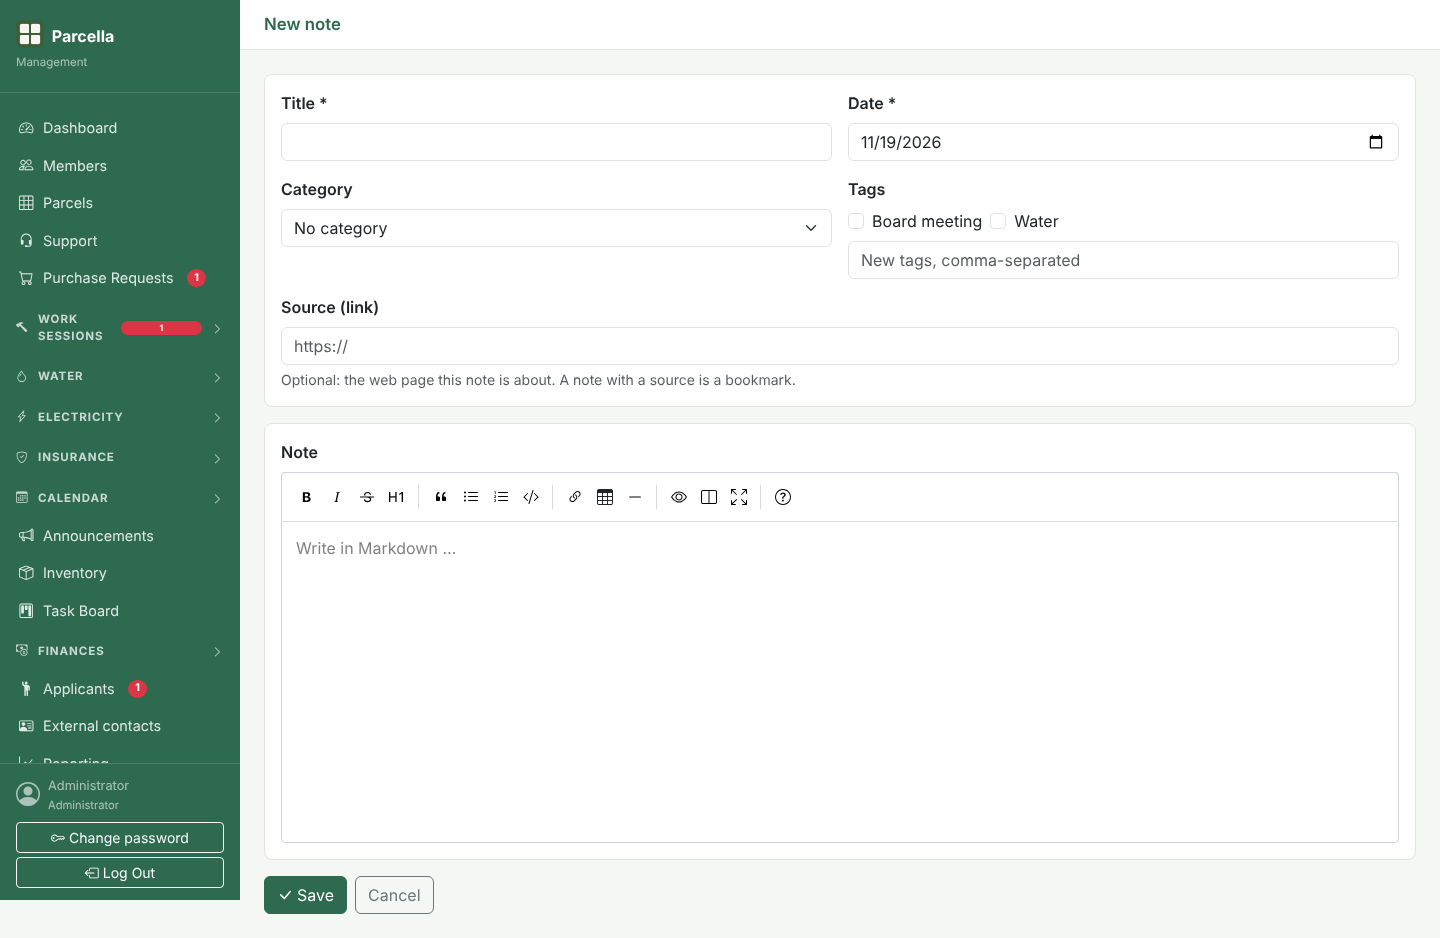 Parcella
Management
Dashboard
Members
Parcels
Support
Purchase Requests 1
WORK
SESSIONS
1
WATER
ELECTRICITY
INSURANCE
CALENDAR
Announcements
Inventory
Task Board
FINANCES
Applicants 1
External contacts
Reporting
Administrator
Administrator
Change password
Log Out
New note
Title *
Date *
11/19/2026
Category
No category
Tags
Board meeting
Water
New tags, comma-separated
Source (link)
https://
Optional: the web page this note is about. A note with a source is a bookmark.
Note
B I S H1
Write in Markdown ...
Save
Cancel